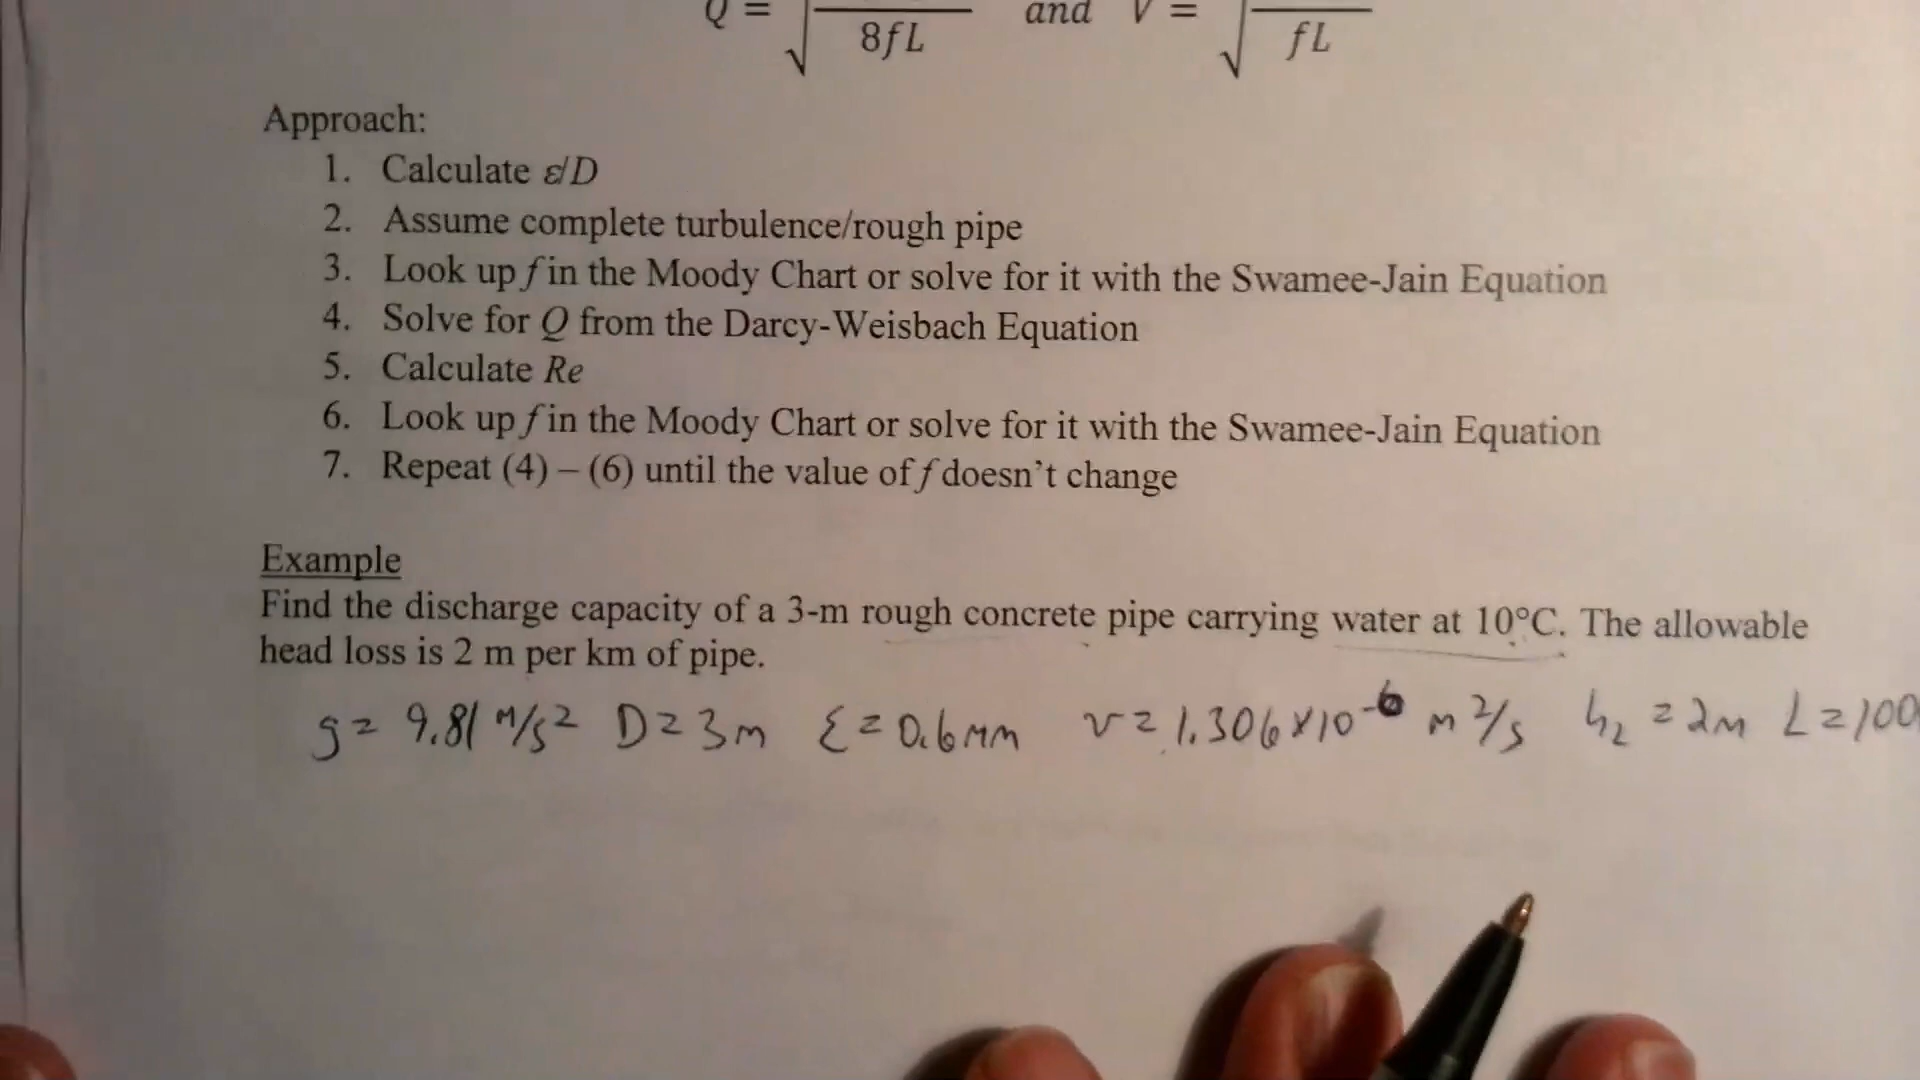 Q = √ 8fL and V = √ fL
Approach:
1. Calculate ε/D
2. Assume complete turbulence/rough pipe
3. Look up f in the Moody Chart or solve for it with the Swamee-Jain Equation
4. Solve for Q from the Darcy-Weisbach Equation
5. Calculate Re
6. Look up f in the Moody Chart or solve for it with the Swamee-Jain Equation
7. Repeat (4) – (6) until the value of f doesn't change
Example
Find the discharge capacity of a 3-m rough concrete pipe carrying water at 10°C. The allowable
head loss is 2 m per km of pipe.
g = 9.81 m/s² D = 3m ε = 0.6mm ν = 1.306×10⁻⁶ m²/s h_L = 2m L = 100